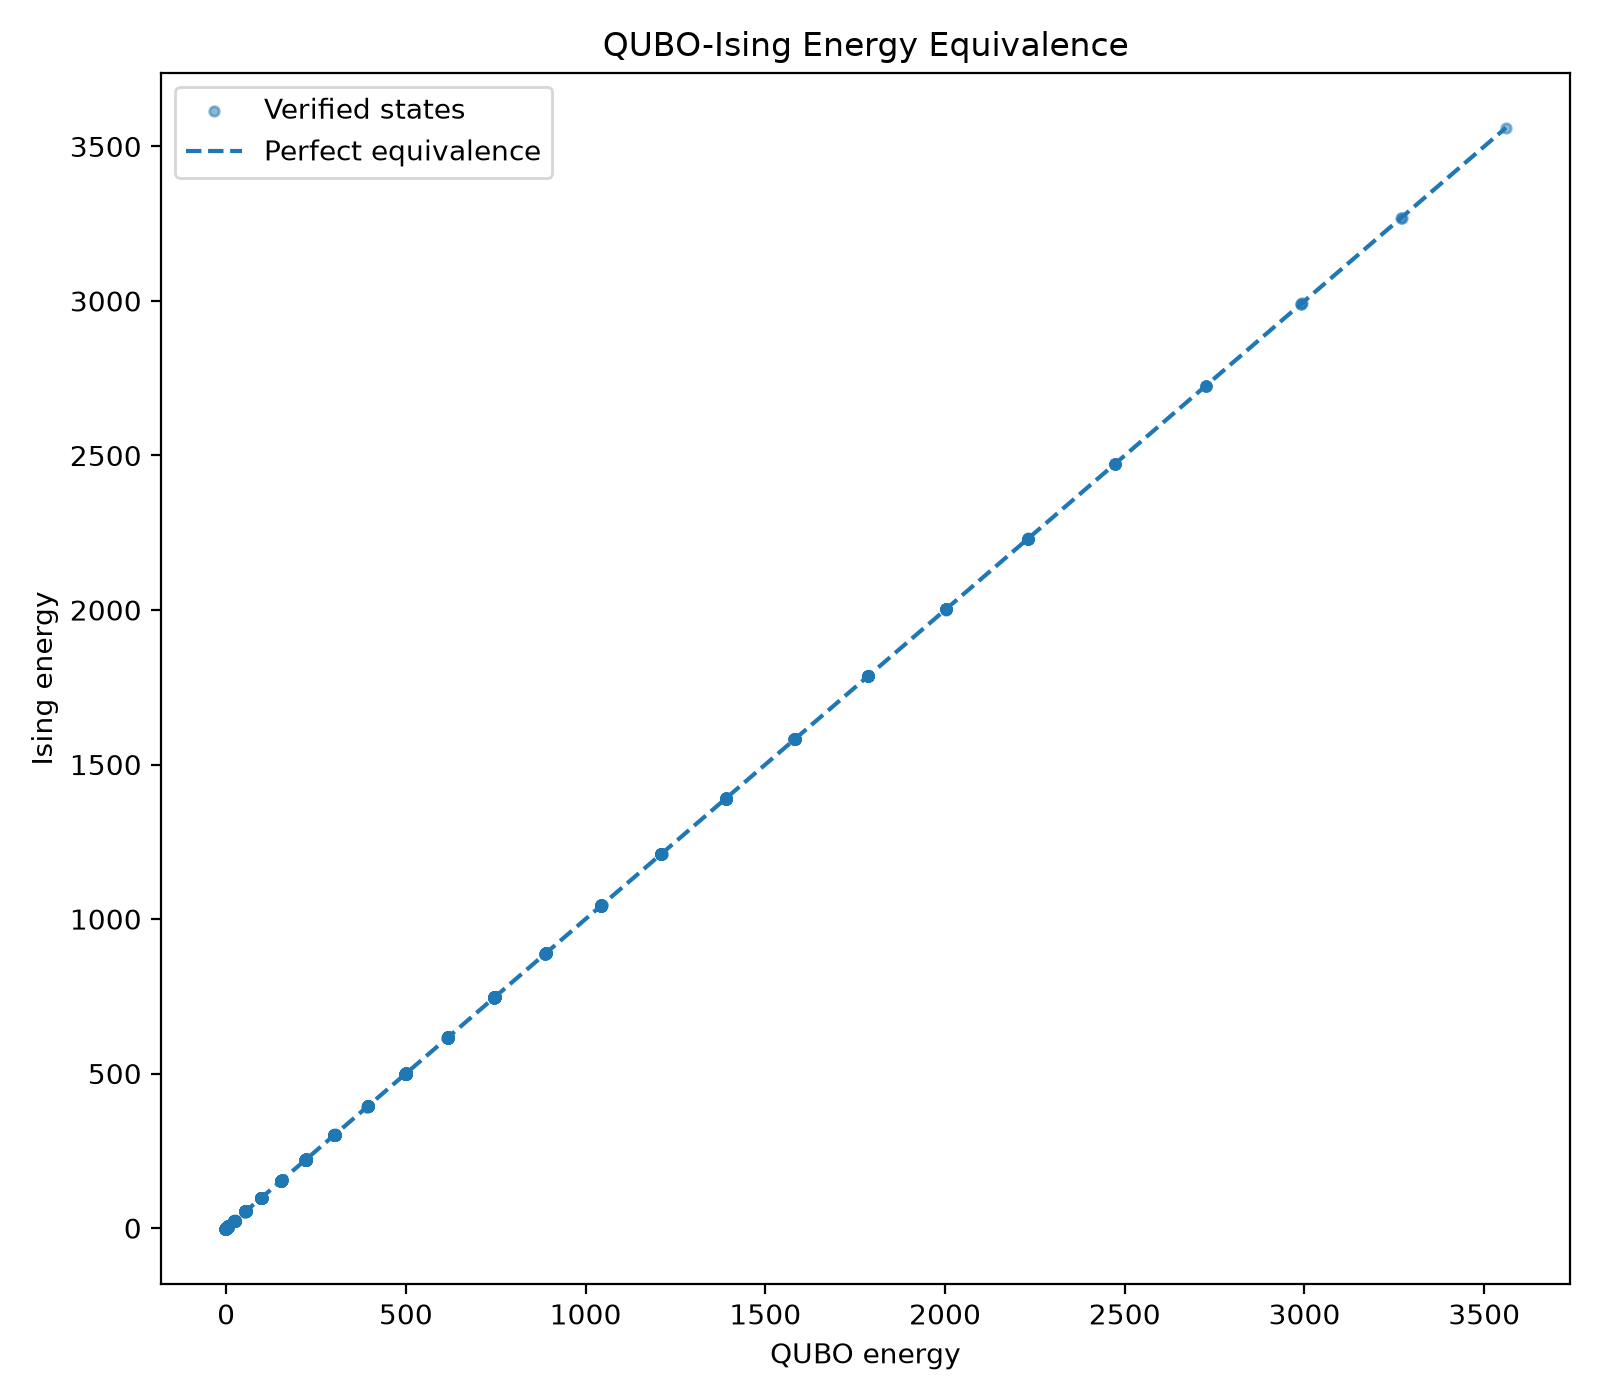 QUBO-Ising Energy Equivalence
Verified states
Perfect equivalence
3500
3000
2500
2000
1500
1000
500
0
Ising energy
0 500 1000 1500 2000 2500 3000 3500
QUBO energy